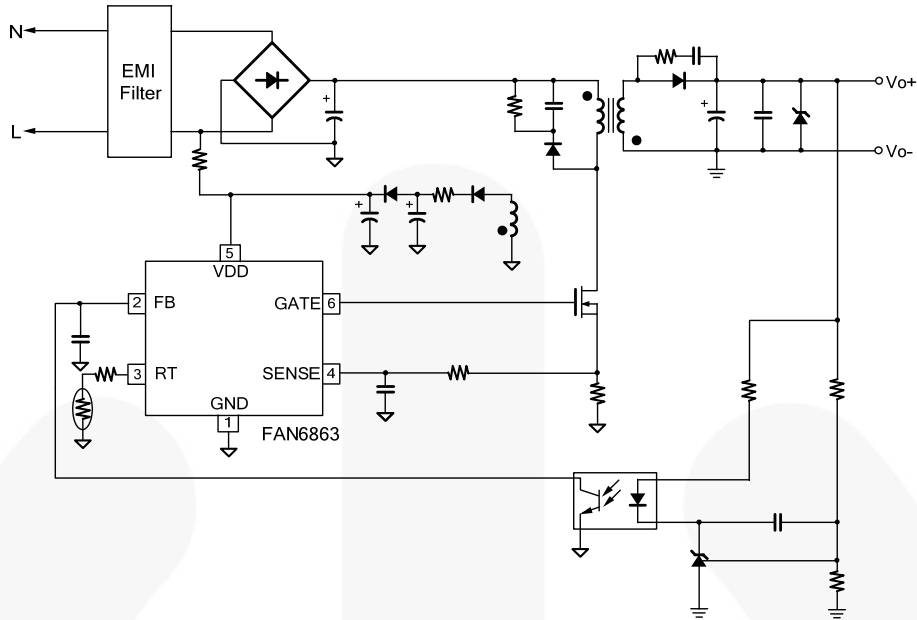 N
EMI
Filter
L
+
+
Vo+
Vo-
+
+
5
VDD
2
FB
GATE
6
3
RT
SENSE
4
GND
1
FAN6863